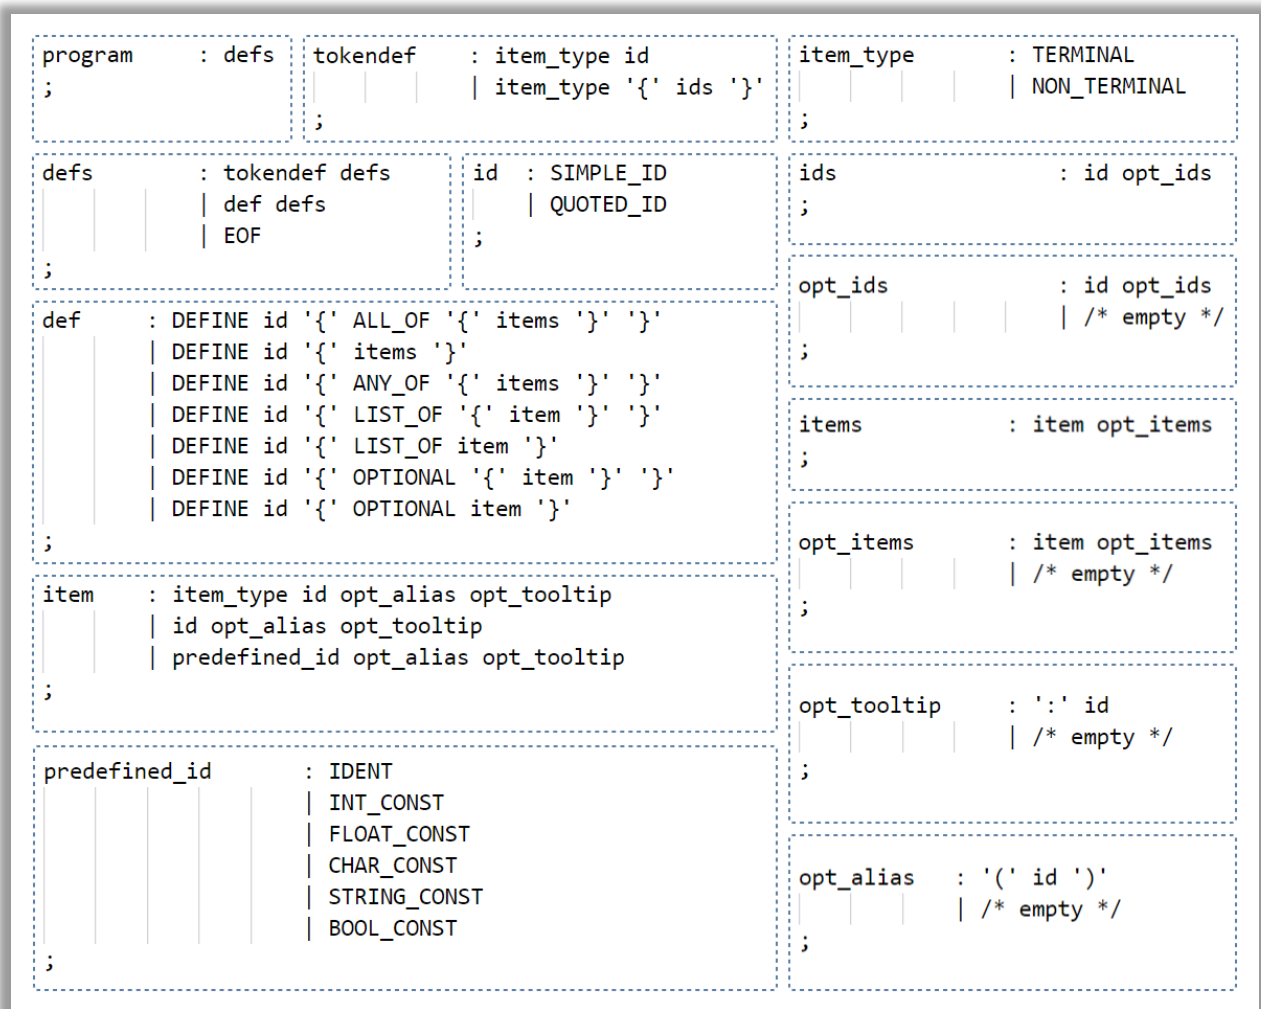 program : defs
;
tokendef : item_type id
| item_type '{' ids '}'
;
item_type : TERMINAL
| NON_TERMINAL
;
defs : tokendef defs
| def defs
| EOF
;
id : SIMPLE_ID
| QUOTED_ID
;
ids : id opt_ids
;
opt_ids : id opt_ids
| /* empty */
;
def : DEFINE id '{' ALL_OF '{' items '}' '}'
| DEFINE id '{' items '}'
| DEFINE id '{' ANY_OF '{' items '}' '}'
| DEFINE id '{' LIST_OF '{' item '}' '}'
| DEFINE id '{' LIST_OF item '}'
| DEFINE id '{' OPTIONAL '{' item '}' '}'
| DEFINE id '{' OPTIONAL item '}'
;
items : item opt_items
;
opt_items : item opt_items
| /* empty */
;
item : item_type id opt_alias opt_tooltip
| id opt_alias opt_tooltip
| predefined_id opt_alias opt_tooltip
;
opt_tooltip : ':' id
| /* empty */
;
predefined_id : IDENT
| INT_CONST
| FLOAT_CONST
| CHAR_CONST
| STRING_CONST
| BOOL_CONST
;
opt_alias : '(' id ')'
| /* empty */
;